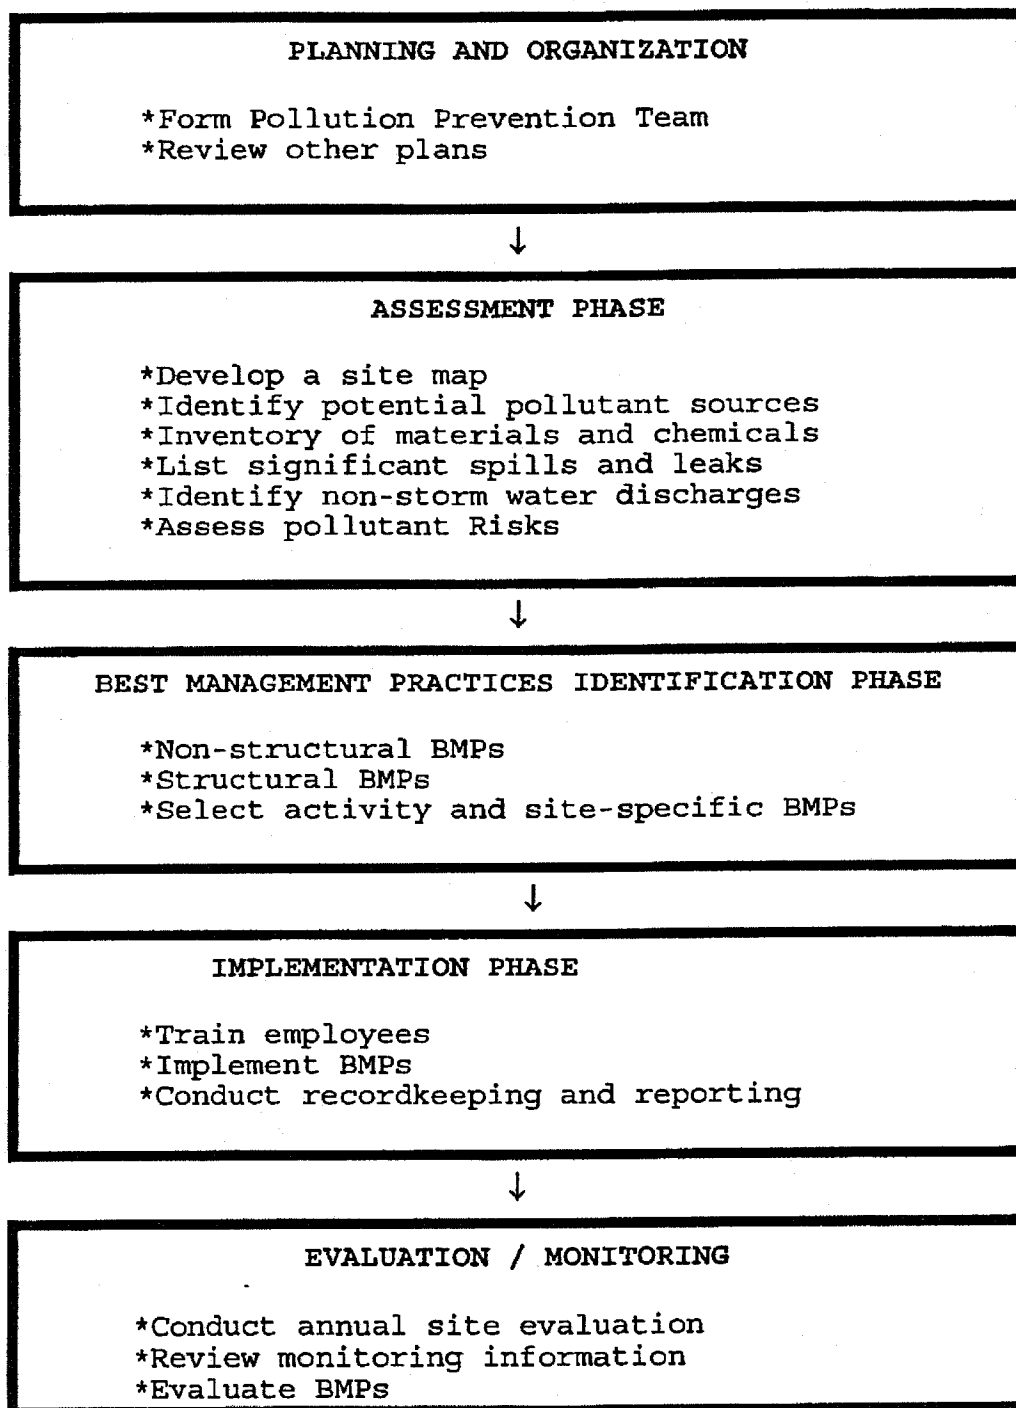 PLANNING AND ORGANIZATION
*Form Pollution Prevention Team
*Review other plans
↓
ASSESSMENT PHASE
*Develop a site map
*Identify potential pollutant sources
*Inventory of materials and chemicals
*List significant spills and leaks
*Identify non-storm water discharges
*Assess pollutant Risks
↓
BEST MANAGEMENT PRACTICES IDENTIFICATION PHASE
*Non-structural BMPs
*Structural BMPs
*Select activity and site-specific BMPs
↓
IMPLEMENTATION PHASE
*Train employees
*Implement BMPs
*Conduct recordkeeping and reporting
↓
EVALUATION / MONITORING
*Conduct annual site evaluation
*Review monitoring information
*Evaluate BMPs